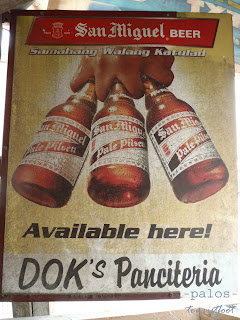 San Miguel BEER
Samahang Walang Katulad
San Miguel
Pale Pilsen
San Miguel
Pale Pilsen
San Miguel
Pale Pilsen
Available here!
DOK's Panciteria
-palos-